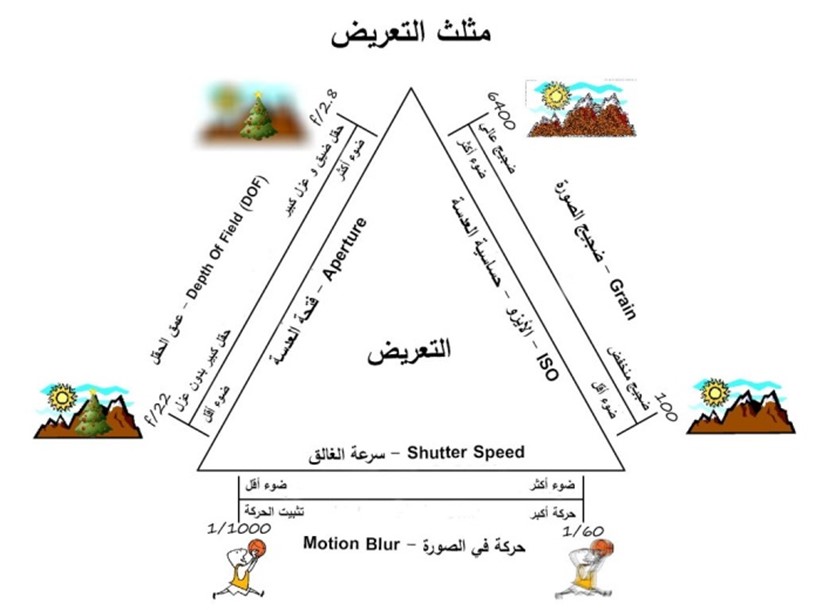 مثلث التعريض
f/2.8
حقل ضيق و عزل كبير
ضوء أكثر
Depth Of Field (DOF) – عمق الحقل
Aperture – فتحة العدسة
حقل كبير بدون عزل
ضوء أقل
f/22
6400
ضجيج عالي
ضوء أكثر
ضجيج الصورة – Grain
الأيزو – حساسية العدسة – ISO
ضجيج منخفض
ضوء أقل
100
التعريض
سرعة الغالق – Shutter Speed
ضوء أقل
ضوء أكثر
تثبيت الحركة
حركة أكبر
1/1000
1/60
Motion Blur – حركة في الصورة